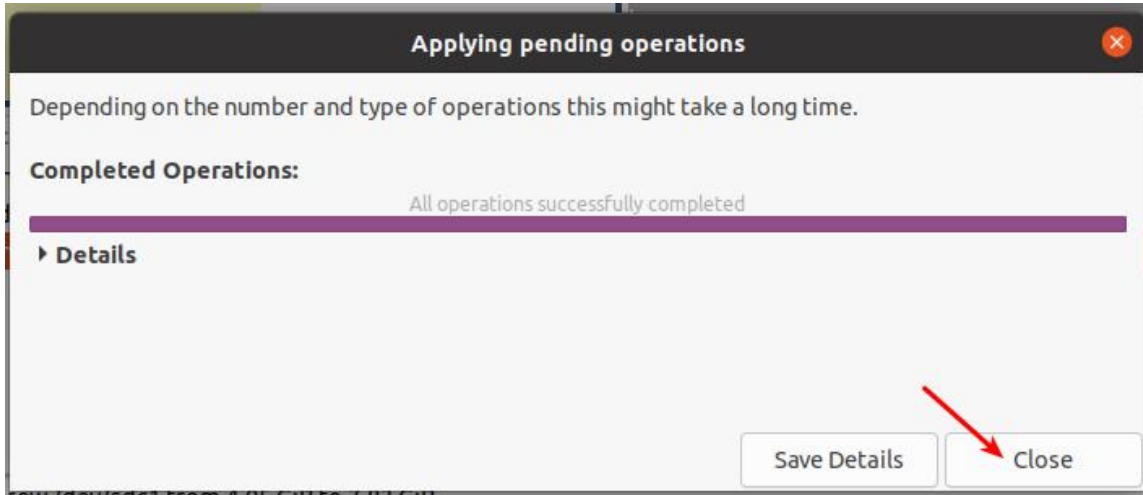 Applying pending operations
Depending on the number and type of operations this might take a long time.
Completed Operations:
All operations successfully completed
Details
Save Details
Close